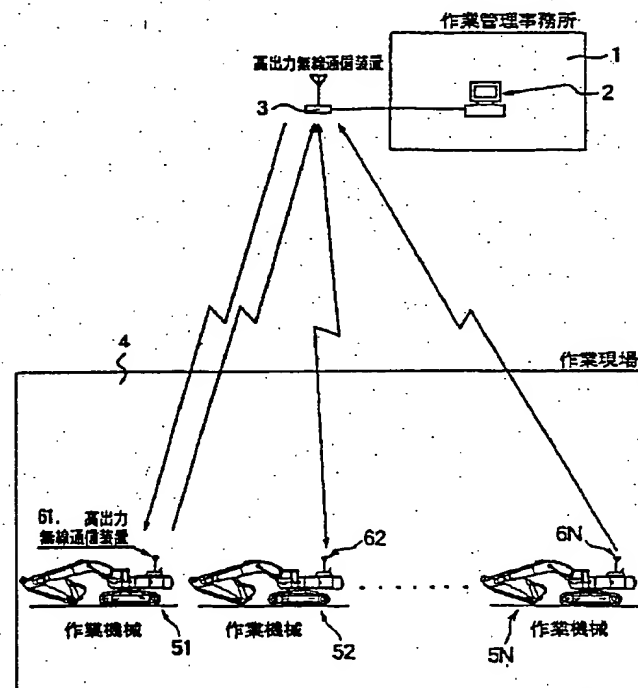 作業管理事務所
1
高出力無線通信装置
2
3
4
作業現場
61. 高出力
無線通信装置
62
6N
作業機械
51
作業機械
52
5N
作業機械